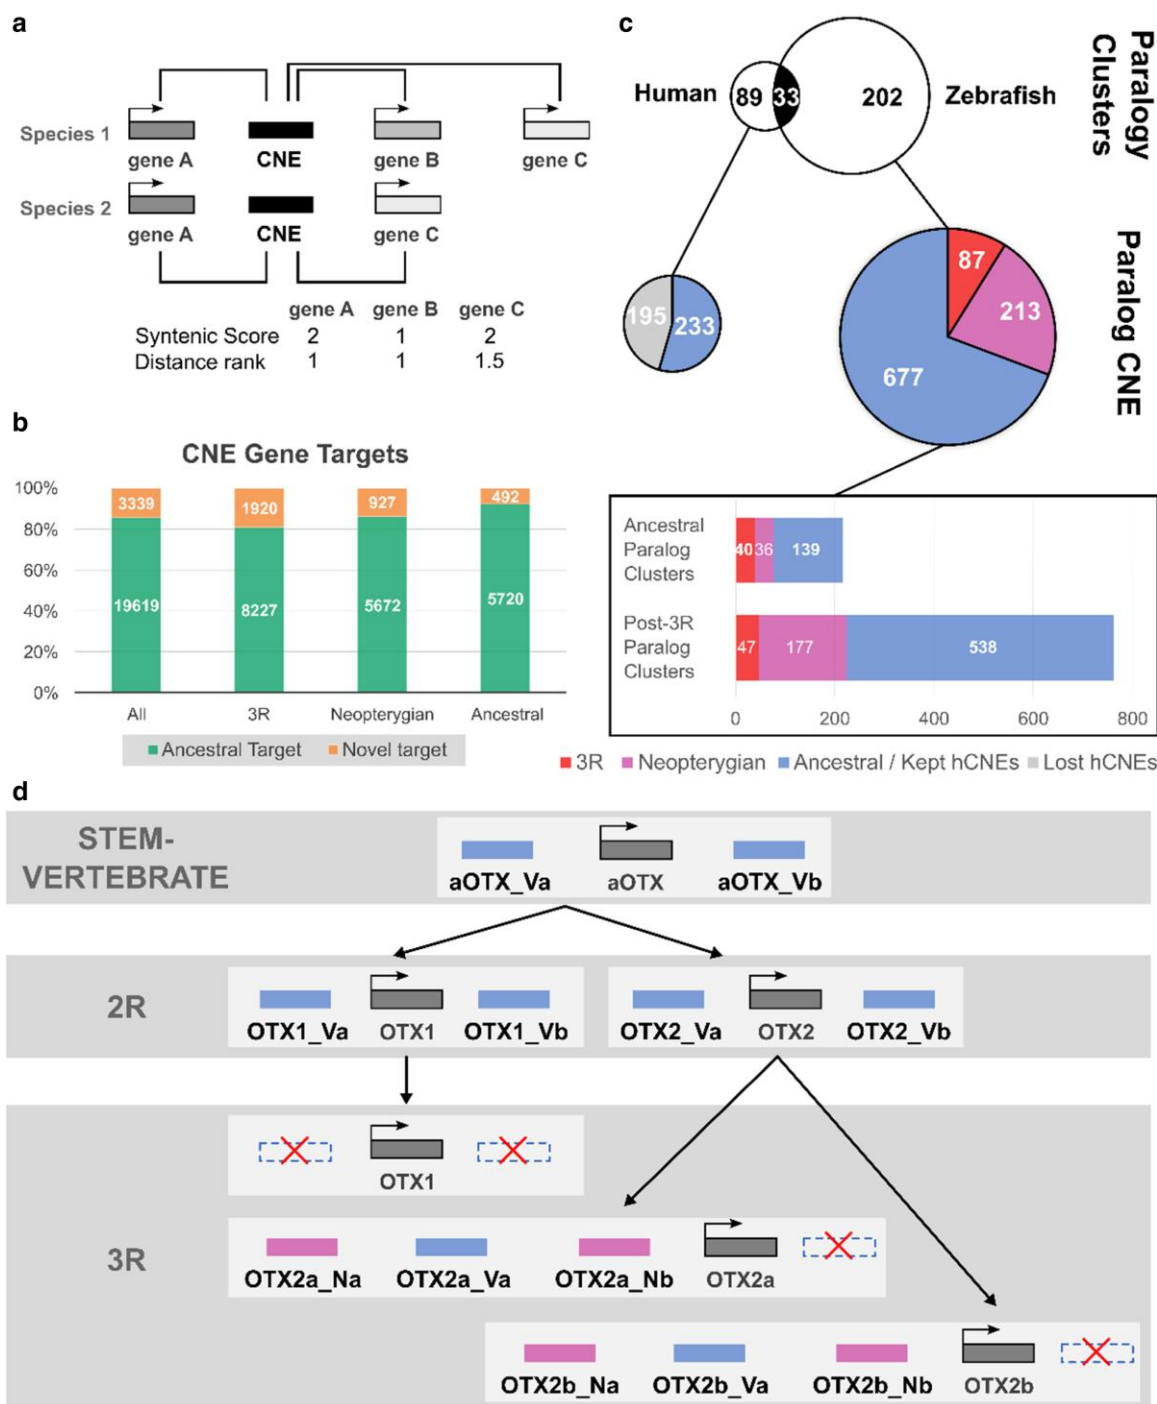 a
Species 1
gene A
CNE
gene B
gene C
Species 2
gene A
CNE
gene C
gene A gene B gene C
Syntenic Score 2 1 2
Distance rank 1 1 1.5
b
CNE Gene Targets
100%
80%
60%
40%
20%
0%
3339 1920 927 492
19619 8227 5672 5720
All 3R Neopterygian Ancestral
Ancestral Target Novel target
c
Human 89 33 202 Zebrafish
Paralogy
Clusters
195 233
87
213
677
Paralog CNE
Ancestral
Paralog
Clusters
40 36 139
Post-3R
Paralog
Clusters
47 177 538
0 200 400 600 800
3R Neopterygian Ancestral / Kept hCNEs Lost hCNEs
d
STEM-
VERTEBRATE
aOTX_Va aOTX aOTX_Vb
2R
OTX1_Va OTX1 OTX1_Vb
OTX2_Va OTX2 OTX2_Vb
3R
OTX1
OTX2a_Na OTX2a_Va OTX2a_Nb OTX2a
OTX2b_Na OTX2b_Va OTX2b_Nb OTX2b